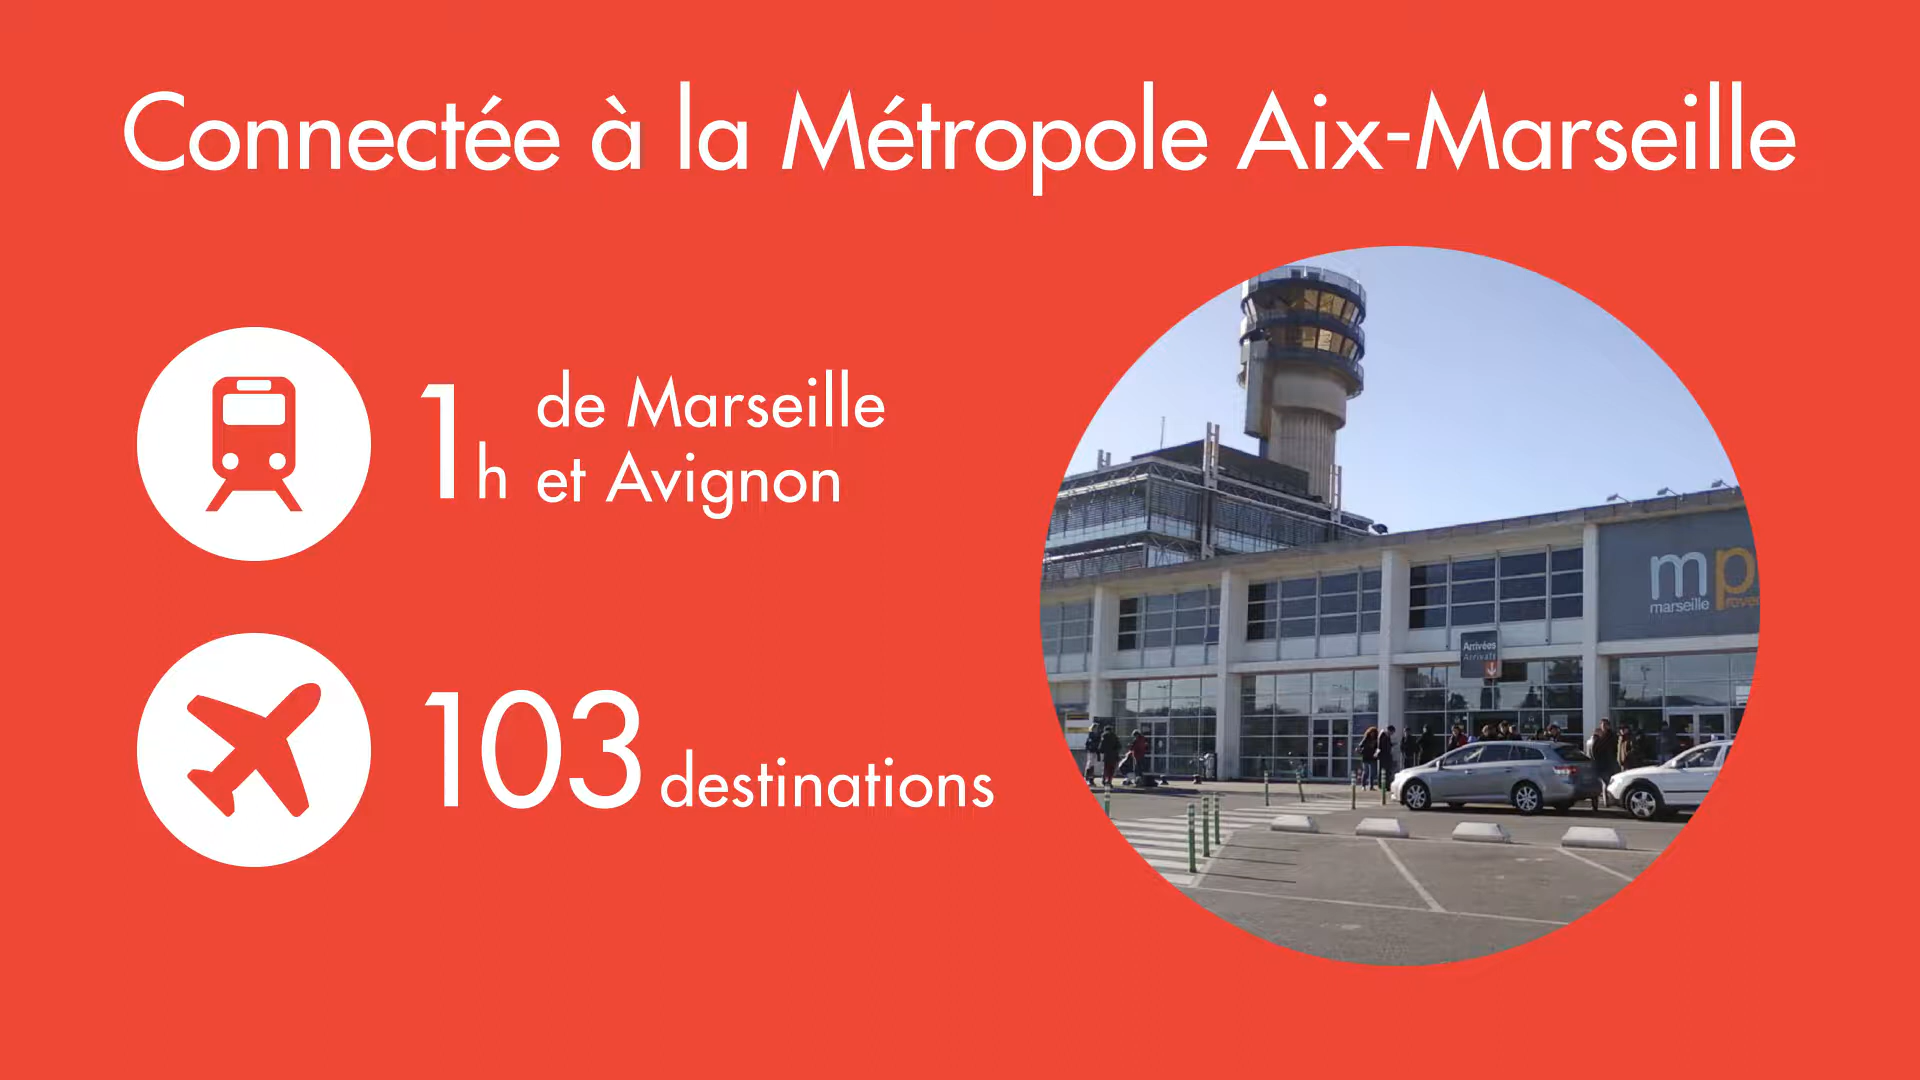 Connectée à la Métropole Aix-Marseille
1h de Marseille
et Avignon
103 destinations
mp
marseille
Arrivées
Arrivals